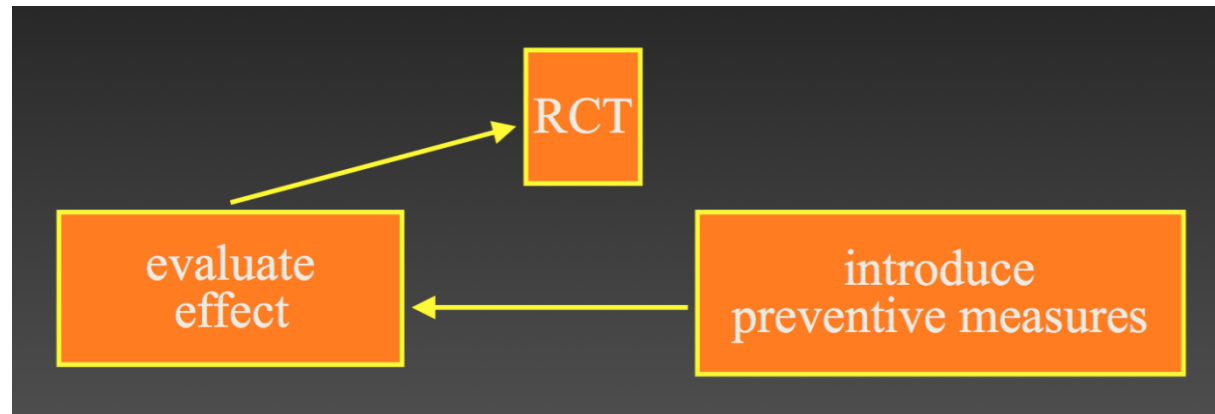 RCT
evaluate
effect
introduce
preventive measures